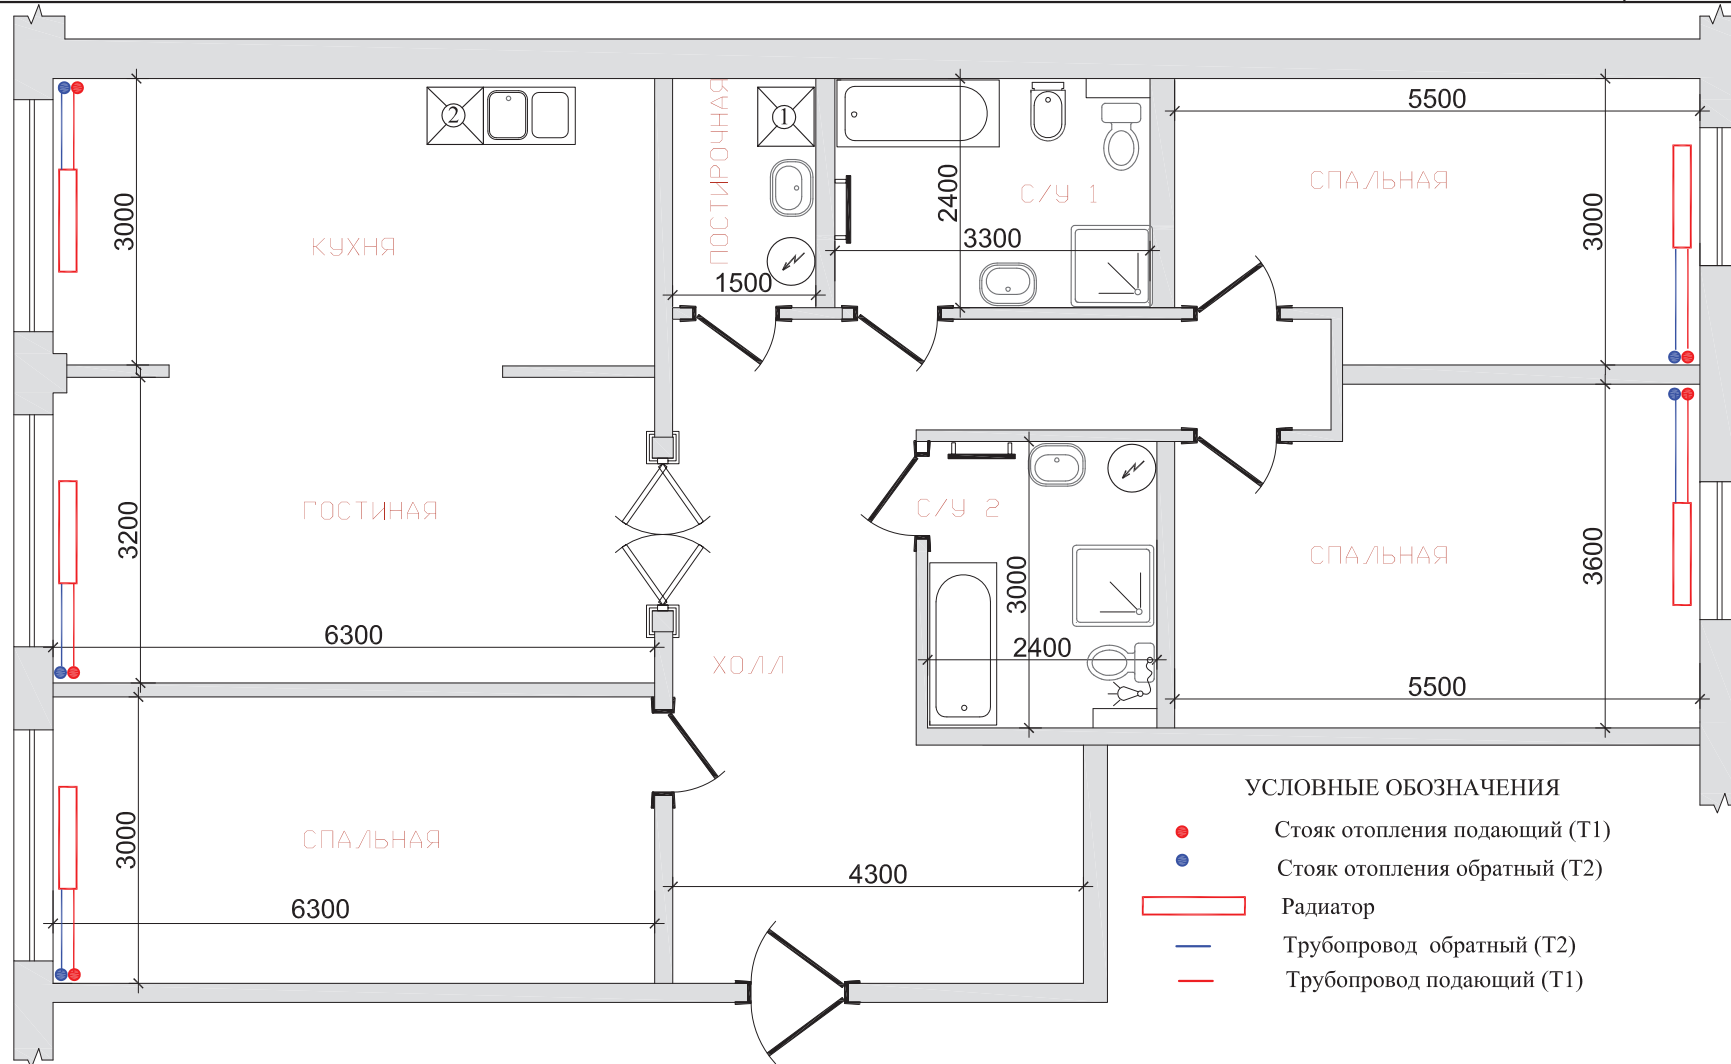 5500
2
1
ПОСТИРОЧНАЯ
2400
СПАЛЬНАЯ
С/У 1
3000
3000
КУХНЯ
3300
1500
ГОСТИНАЯ
С/У 2
3200
СПАЛЬНАЯ
3600
3000
6300
2400
ХОЛЛ
5500
УСЛОВНЫЕ ОБОЗНАЧЕНИЯ
Стояк отопления подающий (Т1)
Стояк отопления обратный (Т2)
Радиатор
Трубопровод обратный (Т2)
Трубопровод подающий (Т1)
СПАЛЬНАЯ
3000
4300
6300